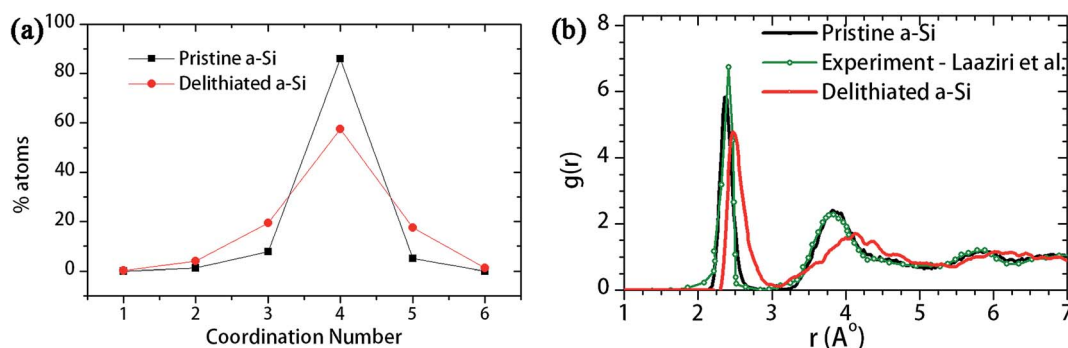 (a)
100
80
60
40
20
0
% atoms
Pristine a-Si
Delithiated a-Si
1 2 3 4 5 6
Coordination Number
(b)
8
6
4
2
0
g(r)
Pristine a-Si
Experiment - Laaziri et al.
Delithiated a-Si
1 2 3 4 5 6 7
r (A°)